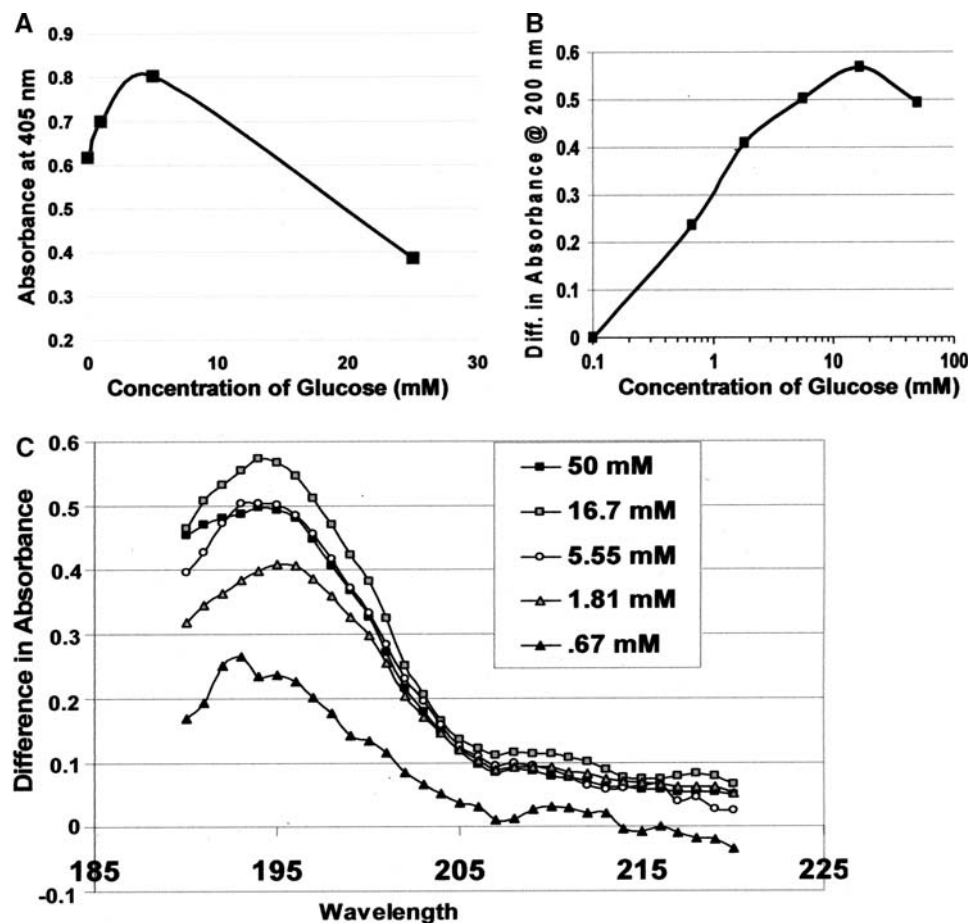 A
Absorbance at 405 nm
0.9
0.8
0.7
0.6
0.5
0.4
0.3
0.2
0
10
20
30
Concentration of Glucose (mM)
B
Diff. in Absorbance @ 200 nm
0.6
0.5
0.4
0.3
0.2
0.1
0
0.1
1
10
100
Concentration of Glucose (mM)
C
Difference in Absorbance
0.6
0.5
0.4
0.3
0.2
0.1
0
-0.1
185
195
205
215
225
Wavelength
50 mM
16.7 mM
5.55 mM
1.81 mM
.67 mM